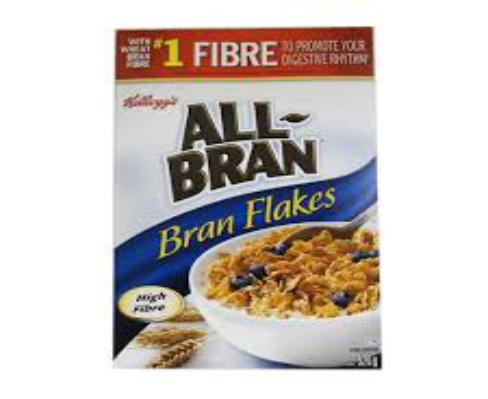 WITH
WHEAT
BRAN
FIBRE
#1 FIBRE
TO PROMOTE YOUR
DIGESTIVE RHYTHM
Kellogg's
ALL-
BRAN
Bran Flakes
High
Fibre